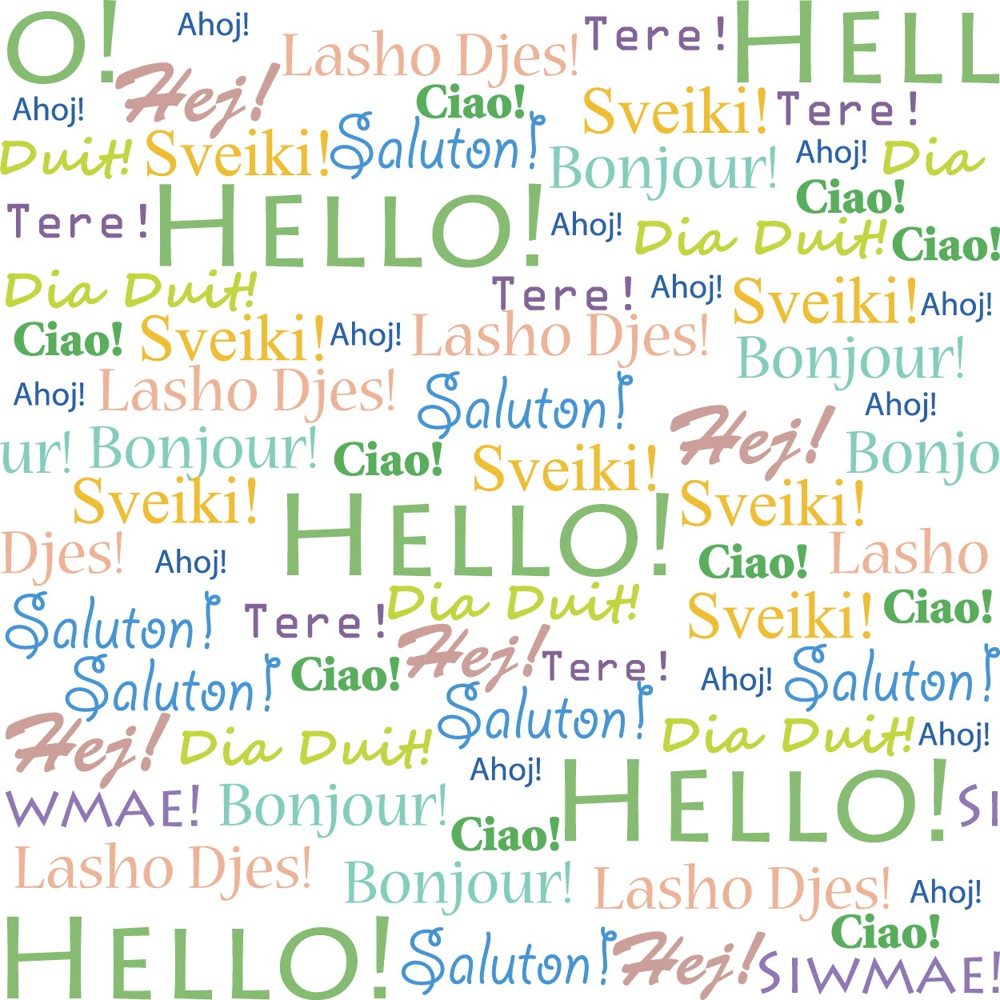 O! Ahoj! Lasho Djes! Tere! HELL
Ahoj! Hej! Ciao! Sveiki! Tere!
Duit! Sveiki! Saluton! Bonjour! Ahoj! Dia
Ciao!
Tere! HELLO! Ahoj! Dia Duit! Ciao!
Dia Duit! Tere! Ahoj! Sveiki! Ahoj!
Ciao! Sveiki! Ahoj! Lasho Djes! Bonjour!
Ahoj! Lasho Djes! Saluton! Ahoj!
ur! Bonjour! Ciao! Sveiki! Hej! Bonjo
Sveiki! HELLO! Sveiki!
Djes! Ahoj! Ciao! Lasho
Saluton! Tere! Dia Duit! Sveiki! Ciao!
Saluton! Ciao! Hej! Tere! Ahoj! Saluton!
Hej! Dia Duit! Saluton! Dia Duit! Ahoj!
Ahoj!
WMAE! Bonjour! Ciao! HELLO! SI
Lasho Djes! Bonjour! Lasho Djes! Ahoj!
Ciao!
HELLO! Saluton! Hej! SIWMAE!